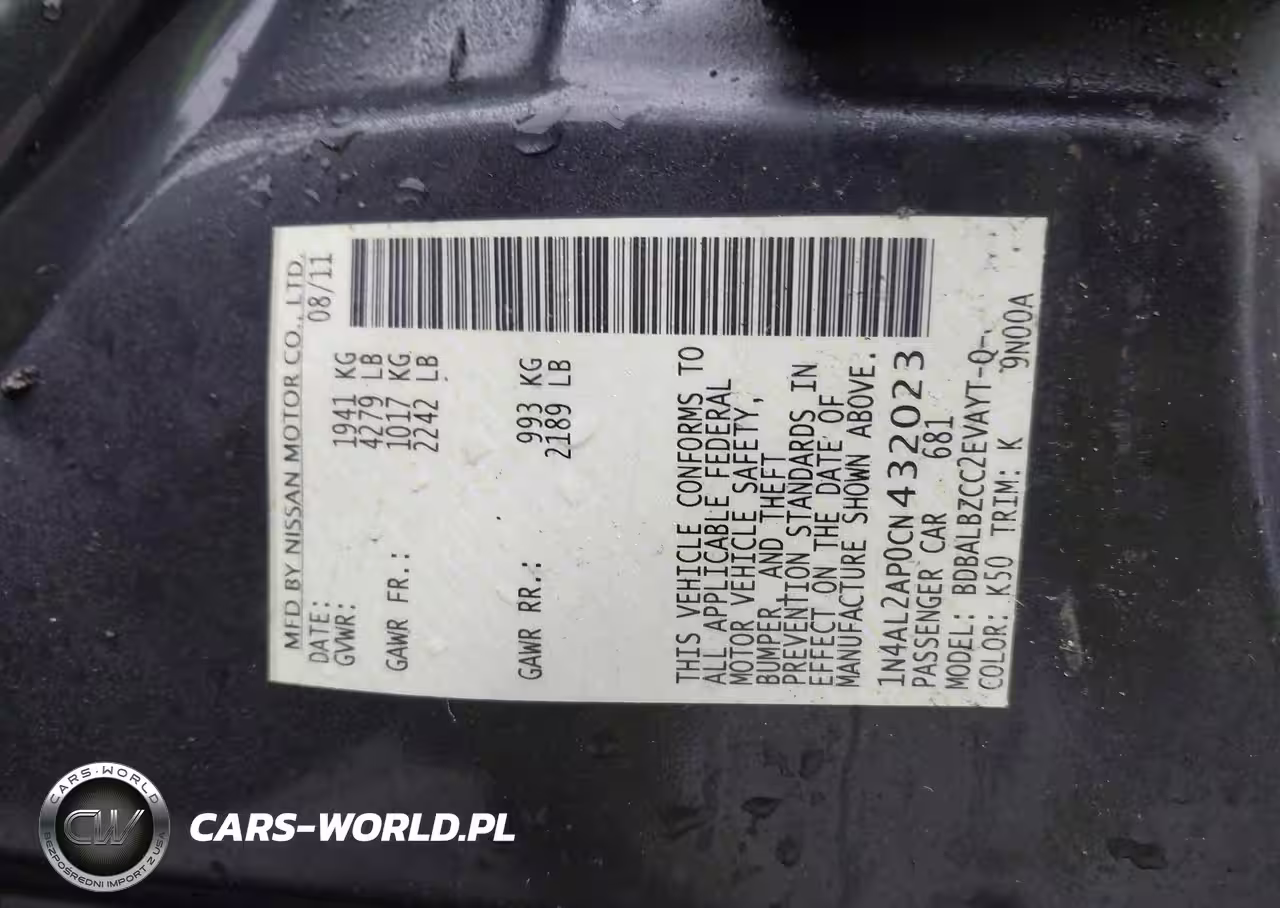 MFD BY NISSAN MOTOR CO., LTD.
DATE: 08/11
GVWR: 1941 KG
4279 LB
GAWR FR.: 1017 KG
2242 LB
GAWR RR.: 993 KG
2189 LB
THIS VEHICLE CONFORMS TO
ALL APPLICABLE FEDERAL
MOTOR VEHICLE SAFETY,
BUMPER, AND THEFT
PREVENTION STANDARDS IN
EFFECT ON THE DATE OF
MANUFACTURE SHOWN ABOVE.
1N4AL2AP0CN432023
PASSENGER CAR 681
MODEL: BDBALBZCC2EVAYT-Q-
COLOR: K50 TRIM: K 9N00A
CARS-WORLD
CW
BEZPOŚREDNI IMPORT Z USA
CARS-WORLD.PL